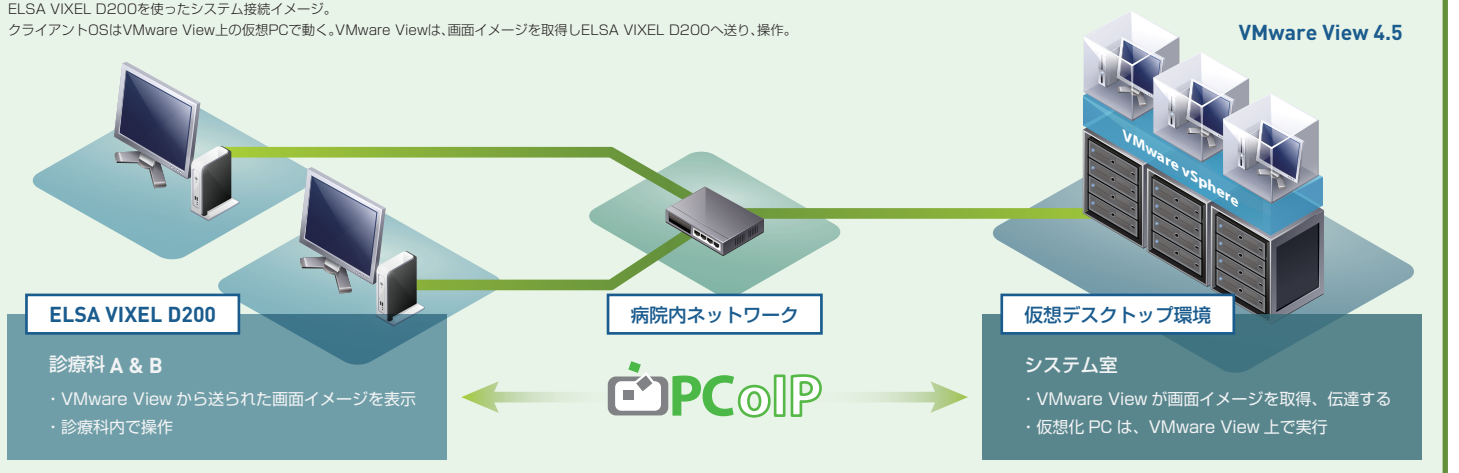 ELSA VIXEL D200を使ったシステム接続イメージ。
クライアントOSはVMware View上の仮想PCで動く。VMware Viewは、画面イメージを取得しELSA VIXEL D200へ送り、操作。
VMware View 4.5
VMware vSphere
ELSA VIXEL D200
診療科 A & B
・VMware View から送られた画面イメージを表示
・診療科内で操作
病院内ネットワーク
PCoIP
仮想デスクトップ環境
システム室
・VMware View が画面イメージを取得、伝達する
・仮想化 PC は、VMware View 上で実行